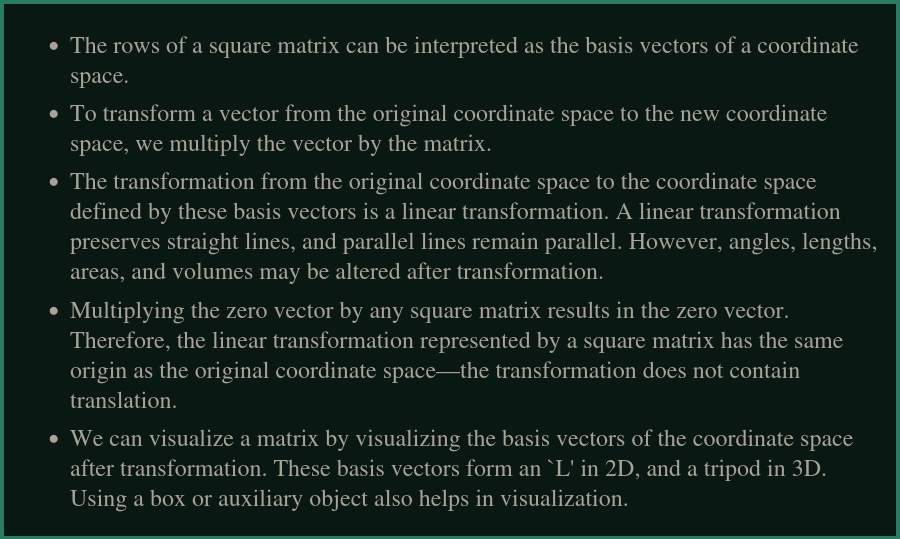 • The rows of a square matrix can be interpreted as the basis vectors of a coordinate
space.
• To transform a vector from the original coordinate space to the new coordinate
space, we multiply the vector by the matrix.
• The transformation from the original coordinate space to the coordinate space
defined by these basis vectors is a linear transformation. A linear transformation
preserves straight lines, and parallel lines remain parallel. However, angles, lengths,
areas, and volumes may be altered after transformation.
• Multiplying the zero vector by any square matrix results in the zero vector.
Therefore, the linear transformation represented by a square matrix has the same
origin as the original coordinate space—the transformation does not contain
translation.
• We can visualize a matrix by visualizing the basis vectors of the coordinate space
after transformation. These basis vectors form an `L' in 2D, and a tripod in 3D.
Using a box or auxiliary object also helps in visualization.